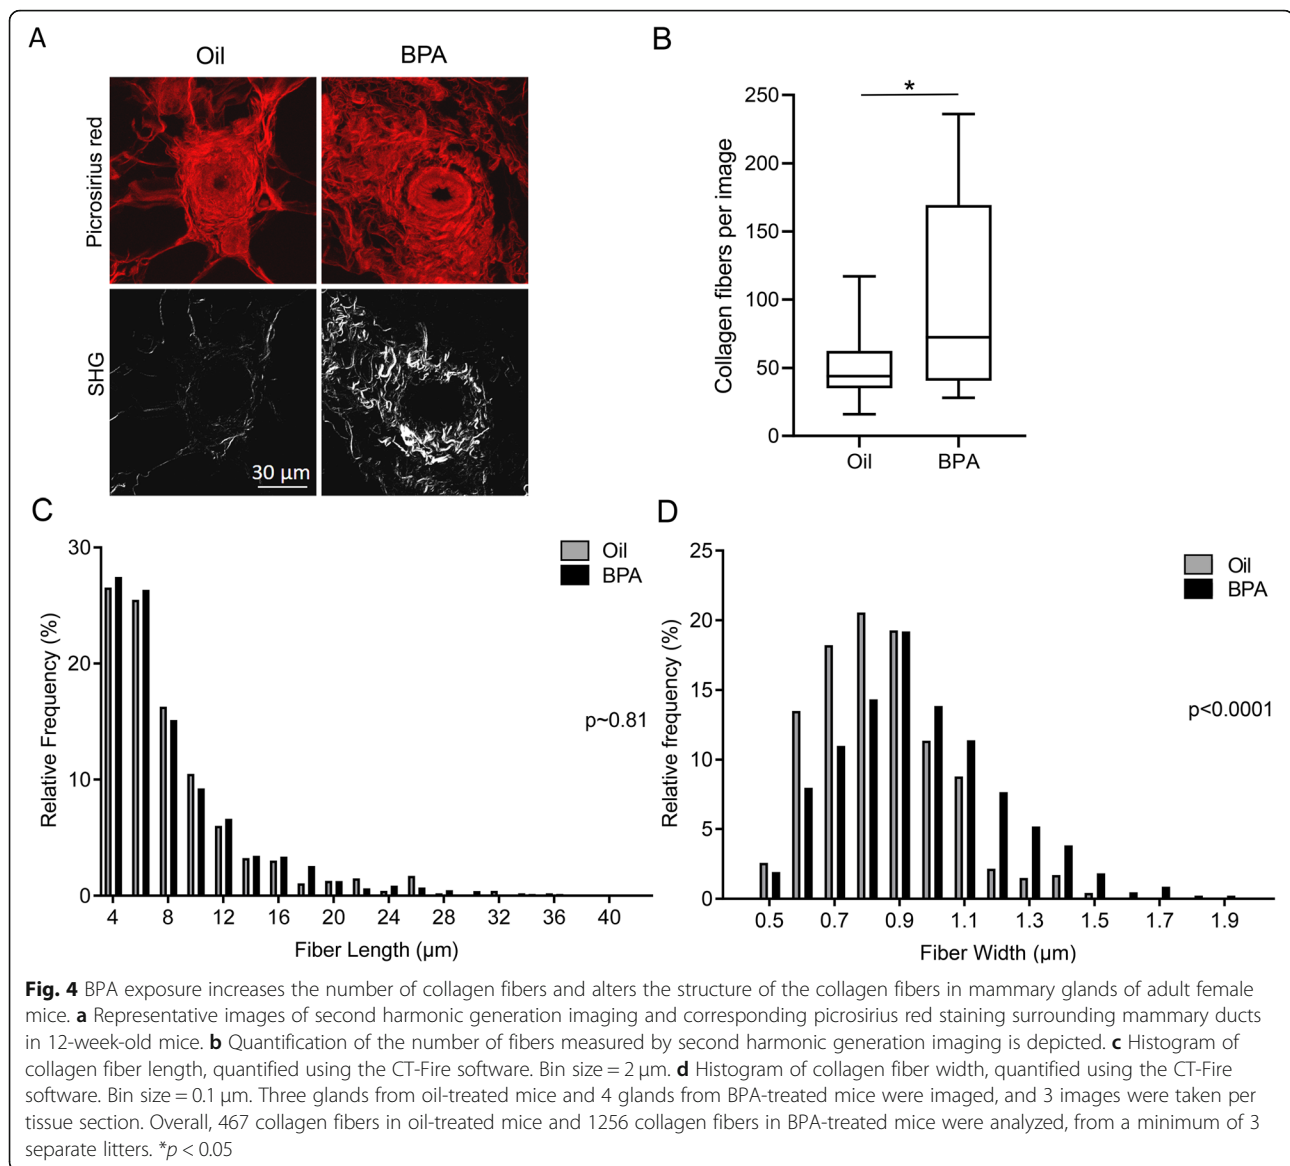 A
Oil BPA
Picrosirius red
SHG
30 µm
B
*
Collagen fibers per image
250
200
150
100
50
0
Oil BPA
C
Oil
BPA
Relative Frequency (%)
30
20
10
0
p~0.81
4 8 12 16 20 24 28 32 36 40
Fiber Length (µm)
D
Oil
BPA
Relative frequency (%)
25
20
15
10
5
0
p<0.0001
0.5 0.7 0.9 1.1 1.3 1.5 1.7 1.9
Fiber Width (µm)
Fig. 4 BPA exposure increases the number of collagen fibers and alters the structure of the collagen fibers in mammary glands of adult female
mice. a Representative images of second harmonic generation imaging and corresponding picrosirius red staining surrounding mammary ducts
in 12-week-old mice. b Quantification of the number of fibers measured by second harmonic generation imaging is depicted. c Histogram of
collagen fiber length, quantified using the CT-Fire software. Bin size = 2 µm. d Histogram of collagen fiber width, quantified using the CT-Fire
software. Bin size = 0.1 µm. Three glands from oil-treated mice and 4 glands from BPA-treated mice were imaged, and 3 images were taken per
tissue section. Overall, 467 collagen fibers in oil-treated mice and 1256 collagen fibers in BPA-treated mice were analyzed, from a minimum of 3
separate litters. *p < 0.05